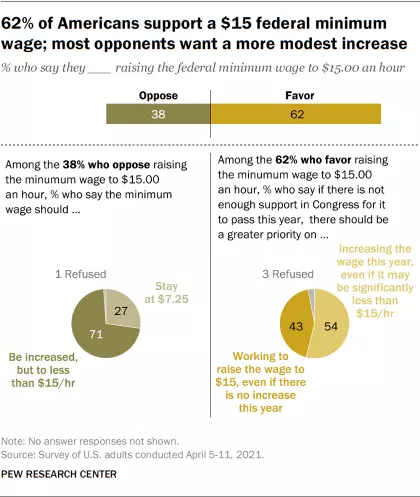 62% of Americans support a $15 federal minimum
wage; most opponents want a more modest increase
% who say they ___ raising the federal minimum wage to $15.00 an hour
Oppose Favor
38 62
Among the 38% who oppose raising
the minumum wage to $15.00
an hour, % who say the minimum
wage should ...
1 Refused
Stay
at $7.25
27
71
Be increased,
but to less
than $15/hr
Among the 62% who favor raising
the minumum wage to $15.00
an hour, % who say if there is not
enough support in Congress for it
to pass this year, there should be
a greater priority on ...
Increasing the
wage this year,
even if it may
be significantly
less than
$15/hr
3 Refused
43 54
Working to
raise the wage to
$15, even if there
is no increase
this year
Note: No answer responses not shown.
Source: Survey of U.S. adults conducted April 5-11, 2021.
PEW RESEARCH CENTER